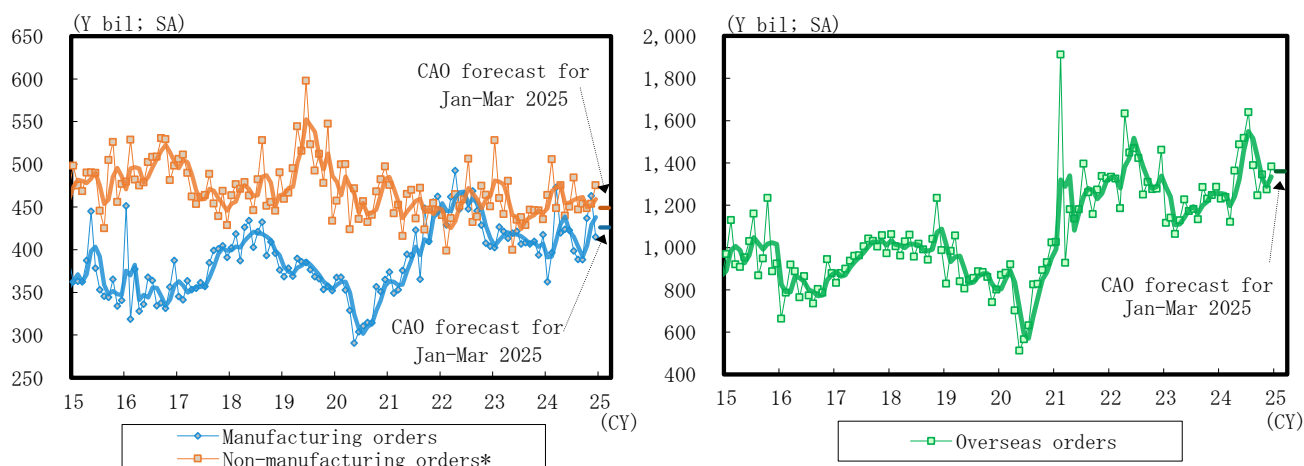 (Y bil; SA)
650
600
550
500
450
400
350
300
250
CAO forecast for
Jan-Mar 2025
CAO forecast for
Jan-Mar 2025
15 16 17 18 19 20 21 22 23 24 25
(CY)
Manufacturing orders
Non-manufacturing orders*
(Y bil; SA)
2,000
1,800
1,600
1,400
1,200
1,000
800
600
400
CAO forecast for
Jan-Mar 2025
15 16 17 18 19 20 21 22 23 24 25
(CY)
Overseas orders